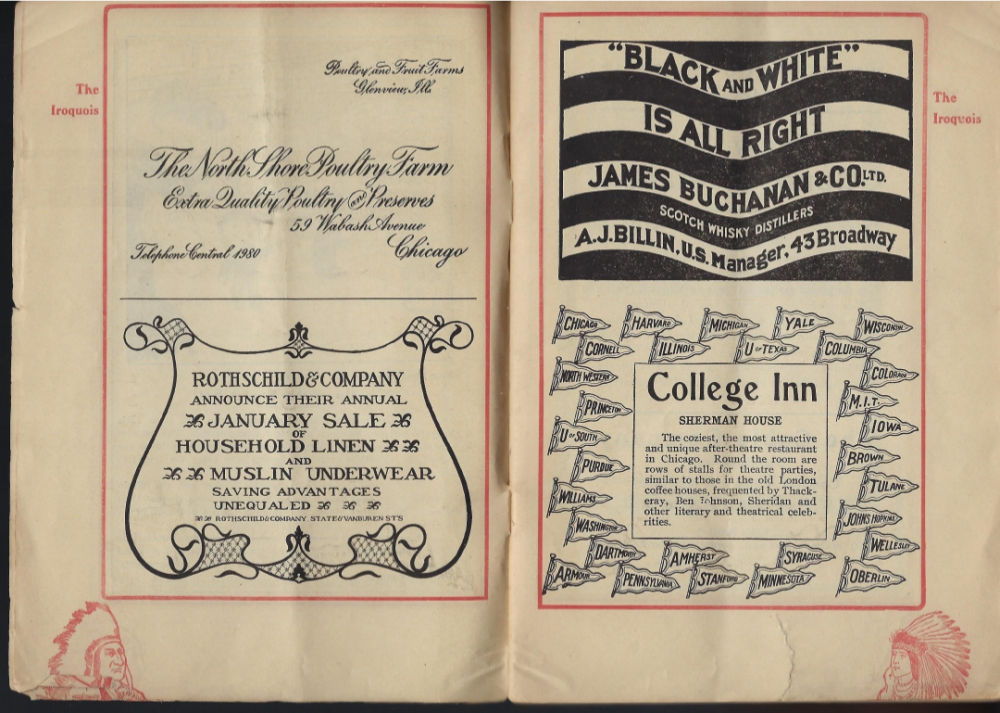 The
Iroquois
Poultry and Fruit Farms
Glenview, Ill.
The North Shore Poultry Farm
Extra Quality Poultry and Preserves
59 Wabash Avenue
Telephone Central 1980
Chicago
ROTHSCHILD & COMPANY
ANNOUNCE THEIR ANNUAL
JANUARY SALE
OF
HOUSEHOLD LINEN
AND
MUSLIN UNDERWEAR
SAVING ADVANTAGES
UNEQUALED
ROTHSCHILD & COMPANY STATE & VAN BUREN STS
"BLACK AND WHITE"
IS ALL RIGHT
JAMES BUCHANAN & CO. LTD.
SCOTCH WHISKY DISTILLERS
A.J. BILLIN, U.S. Manager, 43 Broadway
The
Iroquois
CHICAGO HARVARD MICHIGAN YALE WISCONSIN
CORNELL ILLINOIS U OF TEXAS COLUMBIA
NORTH WESTERN
COLORADO
PRINCETON
M.I.T.
U OF SOUTH
IOWA
PURDUE
BROWN
WILLIAMS
TULANE
WASHINGTON
JOHNS HOPKINS
College Inn
SHERMAN HOUSE
The coziest, the most attractive
and unique after-theatre restaurant
in Chicago. Round the room are
rows of stalls for theatre parties,
similar to those in the old London
coffee houses, frequented by Thack-
eray, Ben Johnson, Sheridan and
other literary and theatrical celeb-
rities.
DARTMOUTH AMHERST SYRACUSE WELLESLEY
ARMOUR PENNSYLVANIA STANFORD MINNESOTA OBERLIN